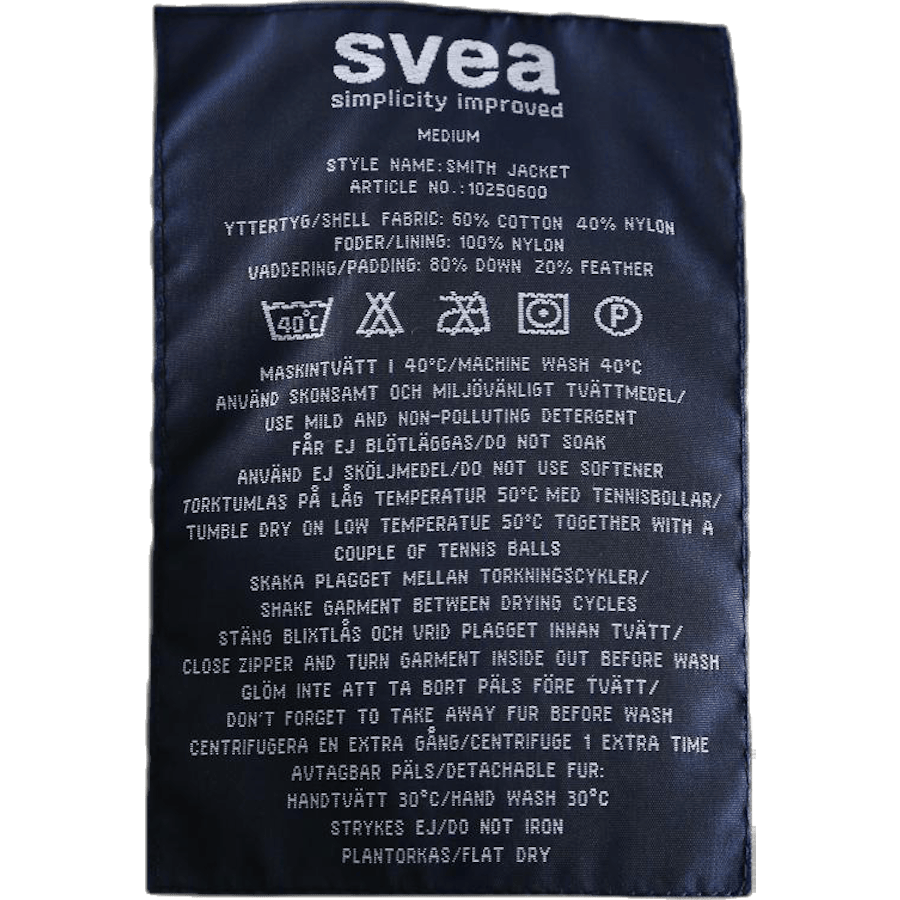 svea
simplicity improved
MEDIUM
STYLE NAME: SMITH JACKET
ARTICLE NO.: 10250600
YTTERTYG/SHELL FABRIC: 60% COTTON 40% NYLON
FODER/LINING: 100% NYLON
VADDERING/PADDING: 80% DOWN 20% FEATHER
40°C P
MASKINTVÄTT I 40°C/MACHINE WASH 40°C
ANVÄND SKONSAMT OCH MILJÖVÄNLIGT TVÄTTMEDEL/
USE MILD AND NON-POLLUTING DETERGENT
FÅR EJ BLÖTLÄGGAS/DO NOT SOAK
ANVÄND EJ SKÖLJMEDEL/DO NOT USE SOFTENER
TORKTUMLAS PÅ LÅG TEMPERATUR 50°C MED TENNISBOLLAR/
TUMBLE DRY ON LOW TEMPERATUE 50°C TOGETHER WITH A
COUPLE OF TENNIS BALLS
SKAKA PLAGGET MELLAN TORKNINGSCYKLER/
SHAKE GARMENT BETWEEN DRYING CYCLES
STÄNG BLIXTLÅS OCH VRID PLAGGET INNAN TVÄTT/
CLOSE ZIPPER AND TURN GARMENT INSIDE OUT BEFORE WASH
GLÖM INTE ATT TA BORT PÄLS FÖRE TVÄTT/
DON'T FORGET TO TAKE AWAY FUR BEFORE WASH
CENTRIFUGERA EN EXTRA GÅNG/CENTRIFUGE 1 EXTRA TIME
AVTAGBAR PÄLS/DETACHABLE FUR:
HANDTVÄTT 30°C/HAND WASH 30°C
STRYKES EJ/DO NOT IRON
PLANTORKAS/FLAT DRY